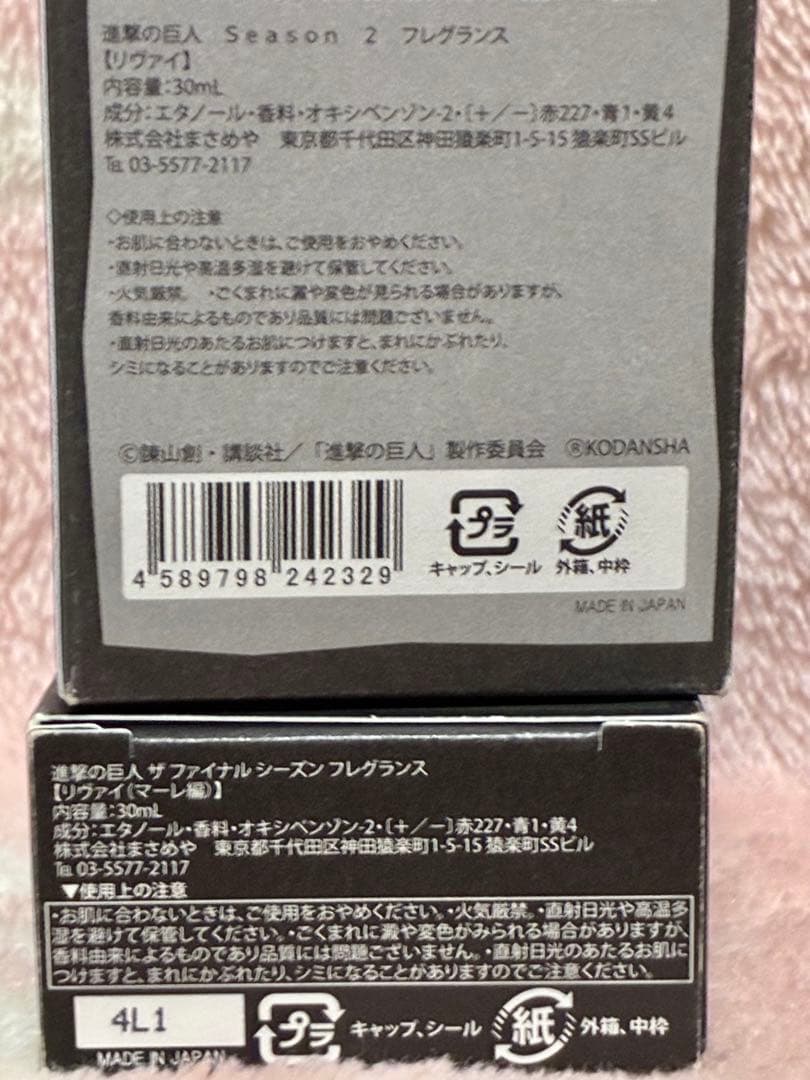 進撃の巨人　Season　2　フレグランス
【リヴァイ】
内容量:30mL
成分:エタノール・香料・オキシベンゾン-2・〔+/−〕赤227・青1・黄4
株式会社まさめや　東京都千代田区神田猿楽町1-5-15 猿楽町SSビル
℡ 03-5577-2117
◇使用上の注意
・お肌に合わないときは、ご使用をおやめください。
・直射日光や高温多湿を避けて保管してください。
・火気厳禁。　・ごくまれに澱や変色が見られる場合がありますが、
香料由来によるものであり品質には問題ございません。
・直射日光のあたるお肌につけますと、まれにかぶれたり、
シミになることがありますのでご注意ください。
©諫山創・講談社/「進撃の巨人」製作委員会　®KODANSHA
4 589798 242329
プラ
キャップ、シール
紙
外箱、中枠
MADE IN JAPAN
進撃の巨人 ザ ファイナル シーズン フレグランス
【リヴァイ(マーレ編)】
内容量:30mL
成分:エタノール・香料・オキシベンゾン-2・〔+/−〕赤227・青1・黄4
株式会社まさめや　東京都千代田区神田猿楽町1-5-15 猿楽町SSビル
℡ 03-5577-2117
▼使用上の注意
・お肌に合わないときは、ご使用をおやめください。・火気厳禁。・直射日光や高温多
湿を避けて保管してください。・ごくまれに澱や変色がみられる場合がありますが、
香料由来によるものであり品質には問題ございません。・直射日光のあたるお肌に
つけますと、まれにかぶれたり、シミになることがありますのでご注意ください。
4L1
MADE IN JAPAN
プラ
キャップ、シール
紙
外箱、中枠